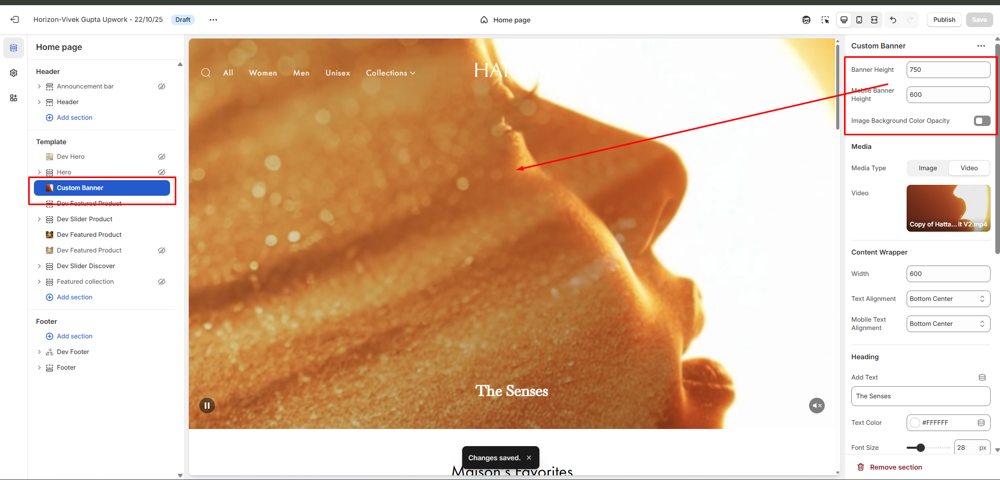 Horizon-Vivek Gupta Upwork - 22/10/25
Draft
Home page
Publish
Save
Home page
Header
Announcement bar
Header
Add section
Template
Dev Hero
Hero
Custom Banner
Dev Featured Product
Dev Slider Product
Dev Featured Product
Dev Featured Product
Dev Slider Discover
Featured collection
Add section
Footer
Add section
Dev Footer
Footer
All Women Men Unisex Collections
The Senses
Changes saved.
Maison's Favorites
Custom Banner
Banner Height 750
Mobile Banner Height 600
Image Background Color Opacity
Media
Media Type Image Video
Video
Copy of Hatta... it V2.mp4
Content Wrapper
Width 600
Text Alignment Bottom Center
Mobile Text Alignment Bottom Center
Heading
Add Text
The Senses
Text Color #FFFFFF
Font Size 28 px
Remove section